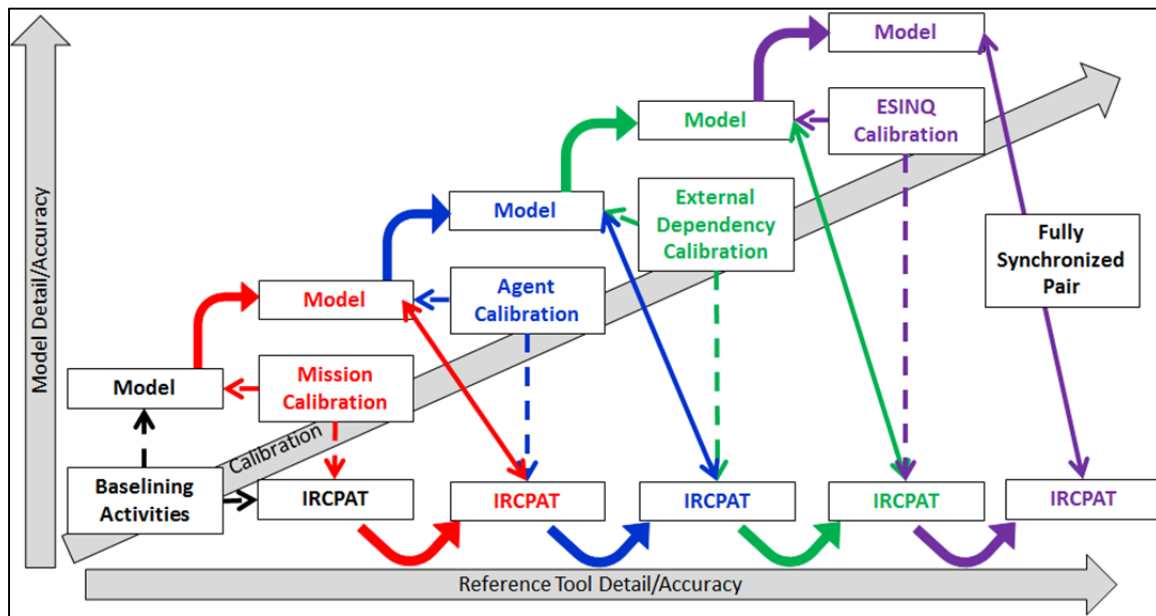 Model
Model
ESINQ
Calibration
Model
External
Dependency
Calibration
Fully
Synchronized
Pair
Model
Agent
Calibration
Model
Mission
Calibration
Baselining
Activities
Calibration
IRCPAT
IRCPAT
IRCPAT
IRCPAT
IRCPAT
Model Detail/Accuracy
Reference Tool Detail/Accuracy